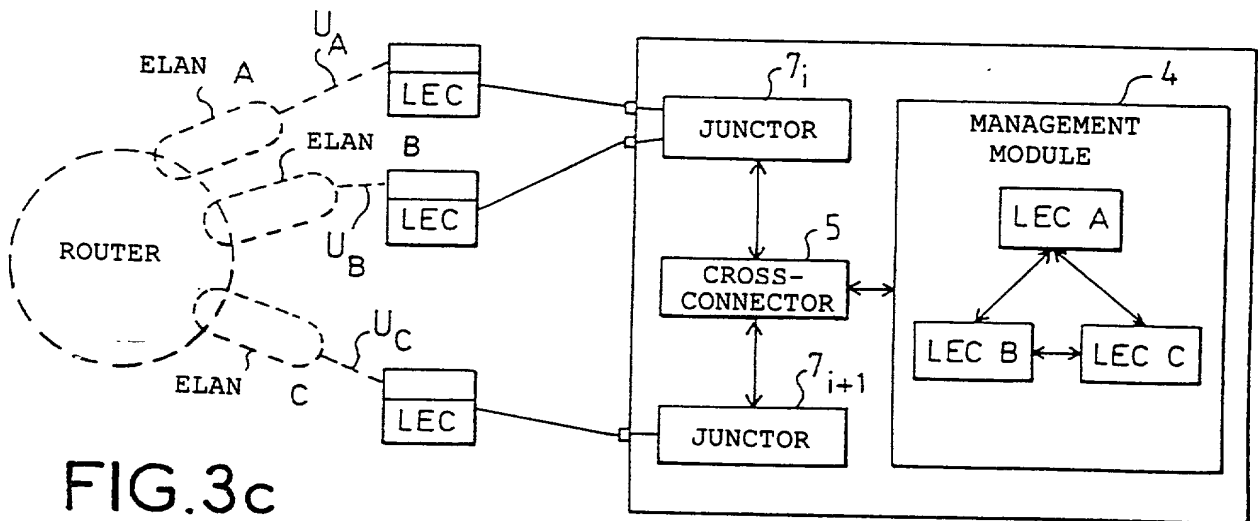 U_A
ELAN A
LEC
ELAN B
LEC
U_B
ROUTER
U_C
ELAN C
LEC
7_i
JUNCTOR
4
MANAGEMENT
MODULE
LEC A
5
CROSS-
CONNECTOR
LEC B
LEC C
7_{i+1}
JUNCTOR
FIG.3c